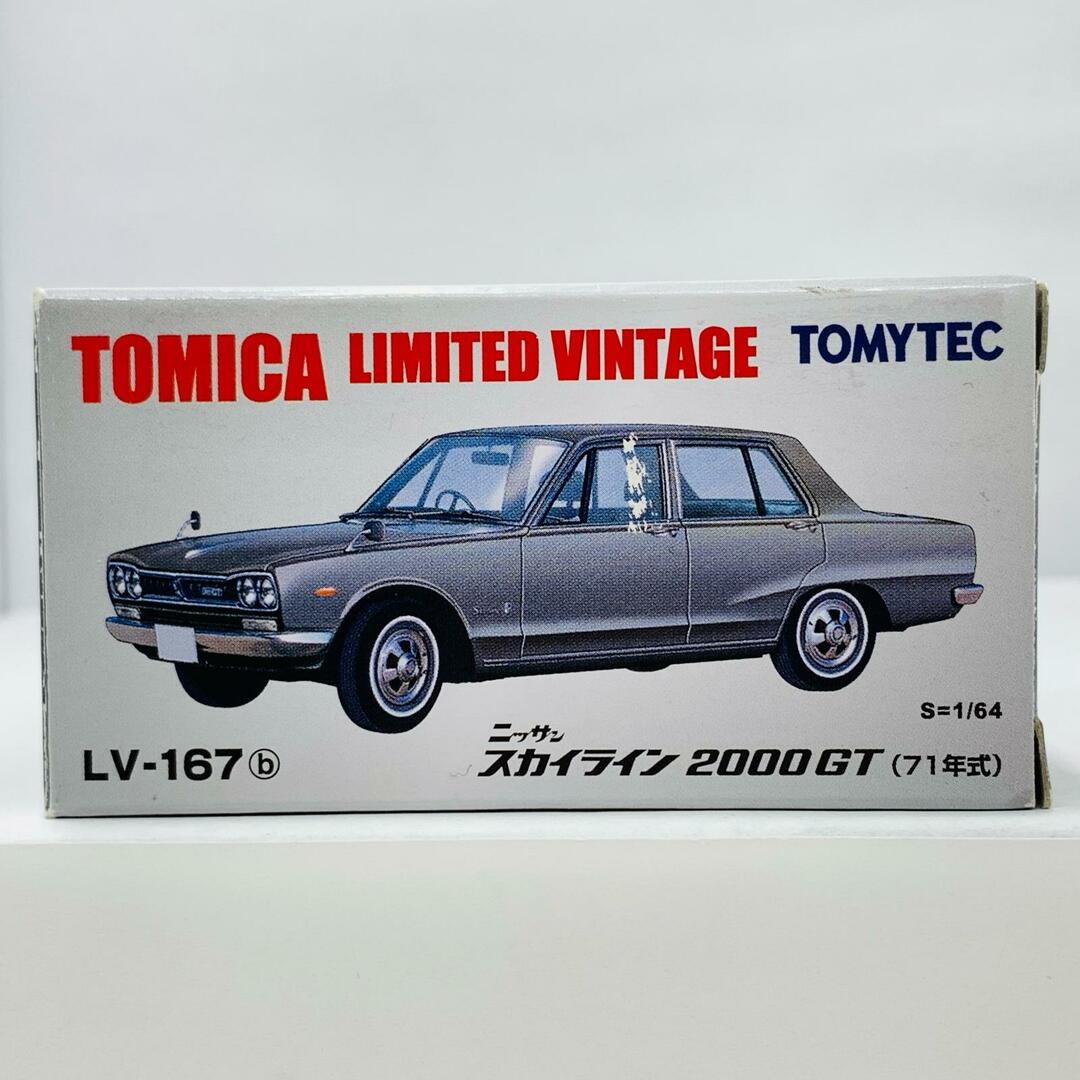 TOMICA LIMITED VINTAGE TOMYTEC
S=1/64
ニッサン
LV-167ⓑ スカイライン 2000GT (71年式)